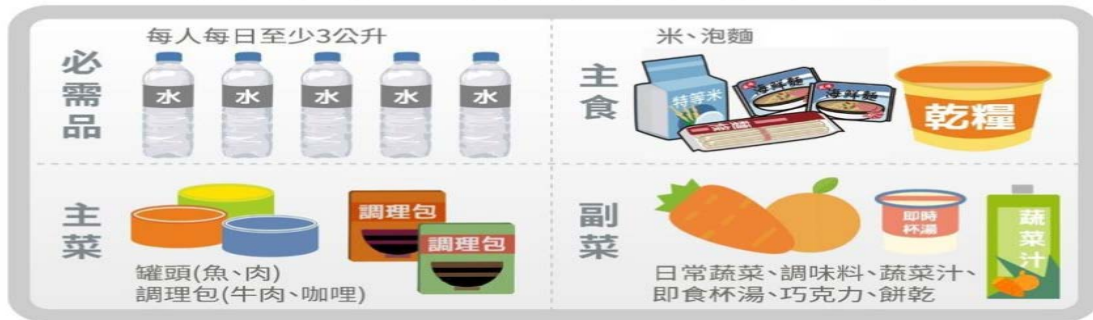 必需品
每人每日至少3公升
水
水
水
水
水
主食
米、泡麵
特等米
海鮮麵
海鮮麵
乾糧
主菜
調理包
調理包
罐頭(魚、肉)
調理包(牛肉、咖哩)
副菜
即時
杯湯
蔬菜汁
日常蔬菜、調味料、蔬菜汁、
即食杯湯、巧克力、餅乾